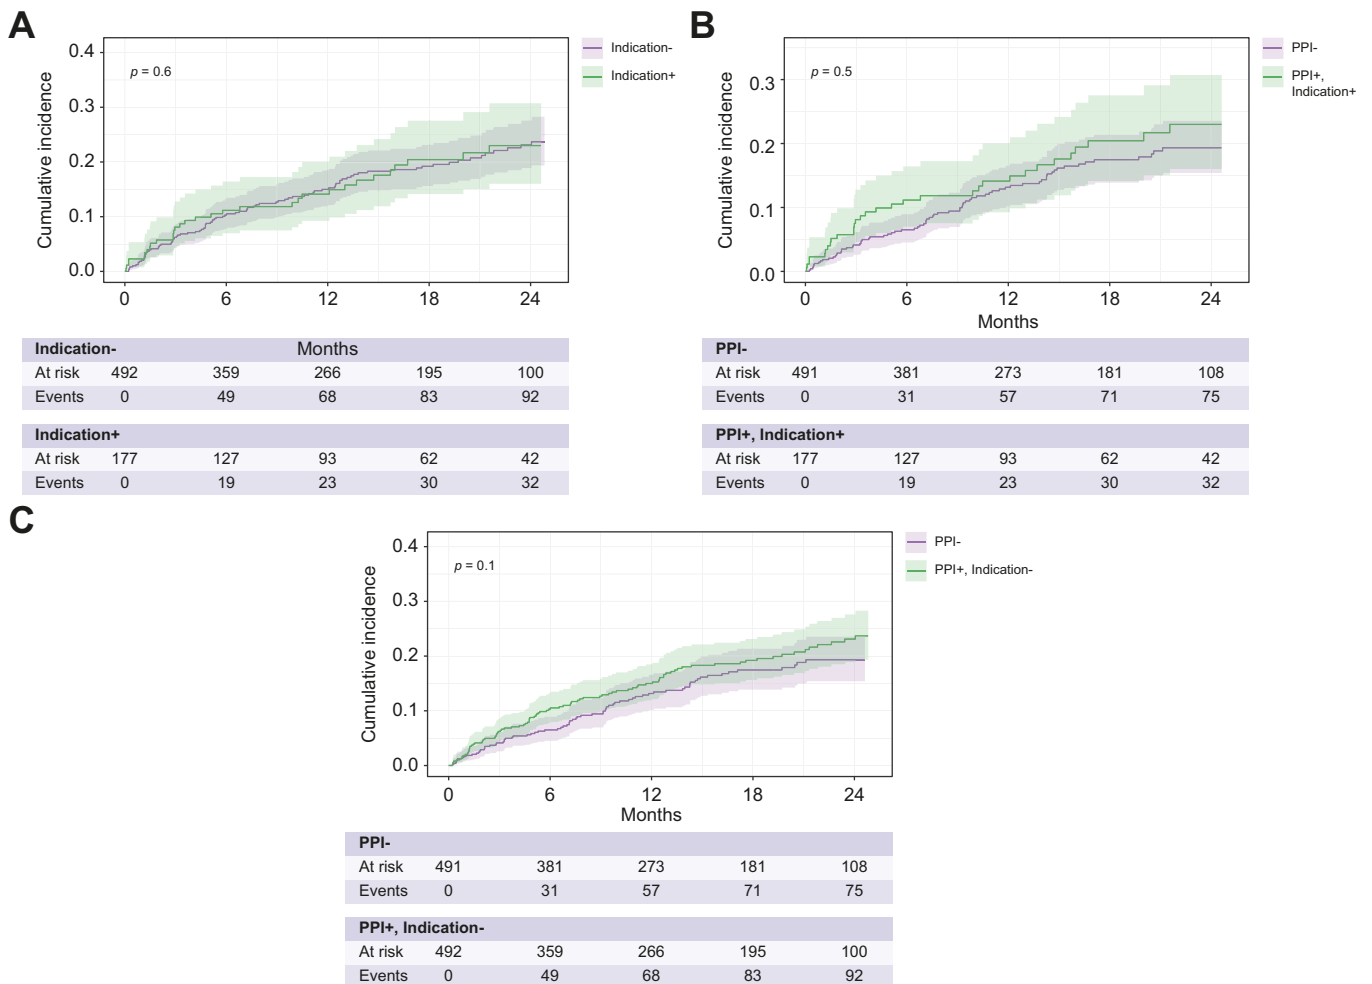 A
Cumulative incidence
0.4
0.3
0.2
0.1
0.0
p = 0.6
0 6 12 18 24
Months
Indication-
Indication+
Indication-
At risk 492 359 266 195 100
Events 0 49 68 83 92
Indication+
At risk 177 127 93 62 42
Events 0 19 23 30 32
B
Cumulative incidence
0.3
0.2
0.1
0.0
p = 0.5
0 6 12 18 24
Months
PPI-
PPI+,
Indication+
PPI-
At risk 491 381 273 181 108
Events 0 31 57 71 75
PPI+, Indication+
At risk 177 127 93 62 42
Events 0 19 23 30 32
C
Cumulative incidence
0.4
0.3
0.2
0.1
0.0
p = 0.1
0 6 12 18 24
Months
PPI-
PPI+, Indication-
PPI-
At risk 491 381 273 181 108
Events 0 31 57 71 75
PPI+, Indication-
At risk 492 359 266 195 100
Events 0 49 68 83 92